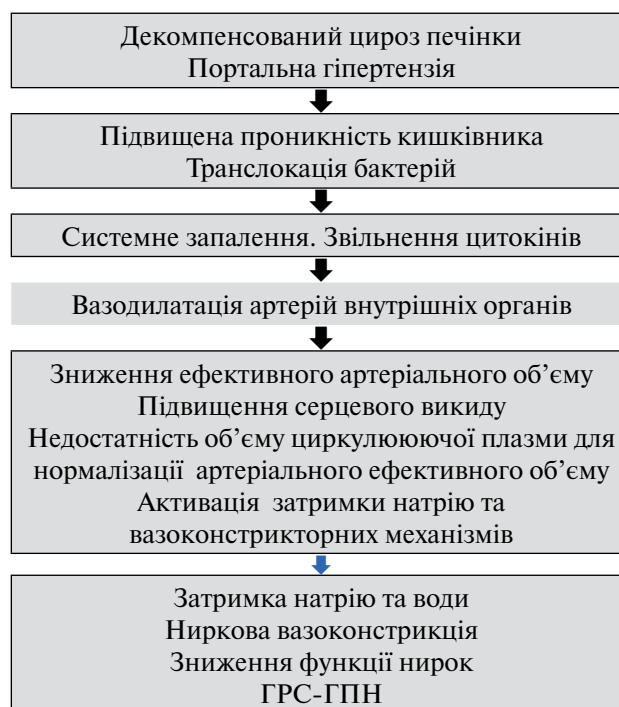 Декомпенсований цироз печінки
Портальна гіпертензія
Підвищена проникність кишківника
Транслокація бактерій
Системне запалення. Звільнення цитокінів
Вазодилатація артерій внутрішніх органів
Зниження ефективного артеріального об’єму
Підвищення серцевого викиду
Недостатність об’єму циркулюююючої плазми для
нормалізації артеріального ефективного об’єму
Активація затримки натрію та
вазоконстрикторних механізмів
Затримка натрію та води
Ниркова вазоконстрикція
Зниження функції нирок
ГРС-ГПН